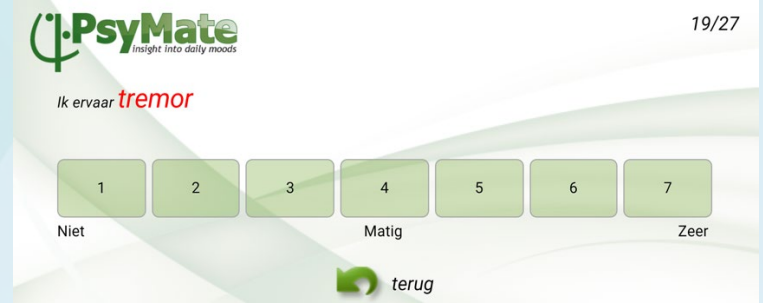 PsyMate
insight into daily moods
19/27
Ik ervaar tremor
1 2 3 4 5 6 7
Niet Matig Zeer
terug